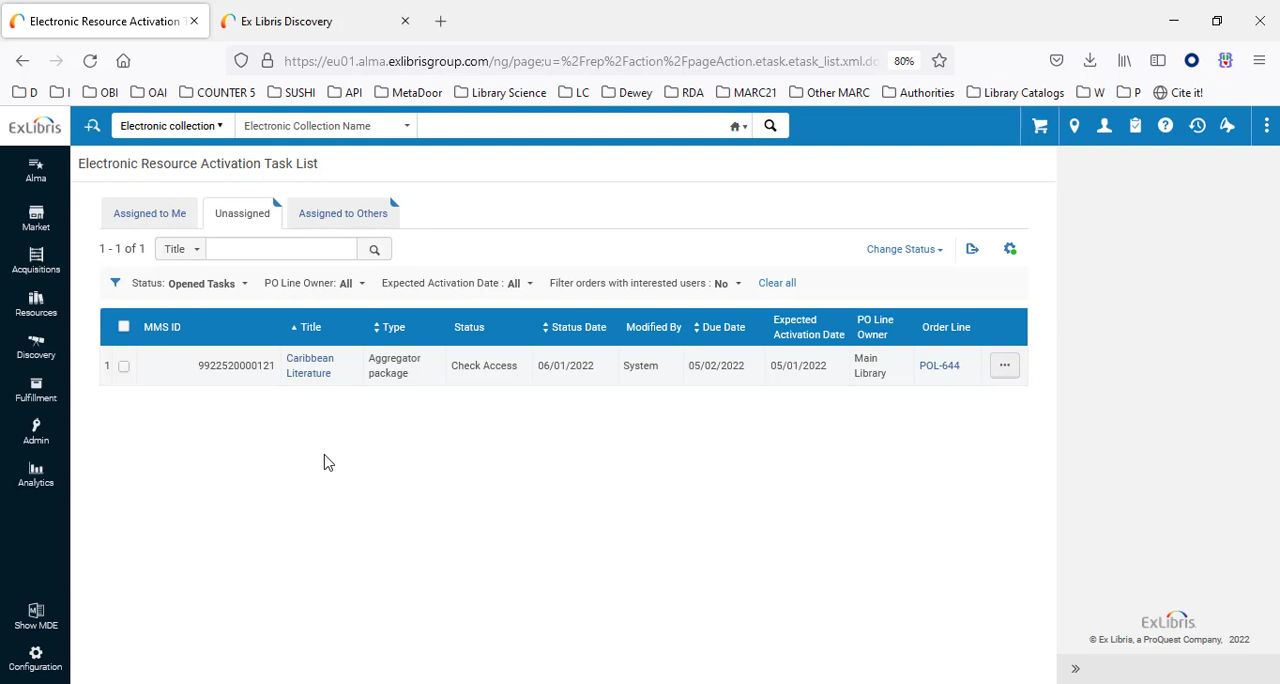 Electronic Resource Activation T
Ex Libris Discovery
https://eu01.alma.exlibrisgroup.com/ng/page;u=%2Frep%2Faction%2FpageAction.etask.etask_list.xml.do
80%
D
I
OBI
OAI
COUNTER 5
SUSHI
API
MetaDoor
Library Science
LC
Dewey
RDA
MARC21
Other MARC
Authorities
Library Catalogs
W
P
Cite it!
ExLibris
Electronic collection
Electronic Collection Name
Electronic Resource Activation Task List
Alma
Market
Acquisitions
Resources
Discovery
Fulfillment
Admin
Analytics
Show MDE
Configuration
Assigned to Me
Unassigned
Assigned to Others
1 - 1 of 1
Title
Change Status
Status: Opened Tasks
PO Line Owner: All
Expected Activation Date : All
Filter orders with interested users : No
Clear all
MMS ID
Title
Type
Status
Status Date
Modified By
Due Date
Expected
Activation Date
PO Line
Owner
Order Line
1
9922520000121
Caribbean
Literature
Aggregator
package
Check Access
06/01/2022
System
05/02/2022
05/01/2022
Main
Library
POL-644
ExLibris
© Ex Libris, a ProQuest Company, 2022